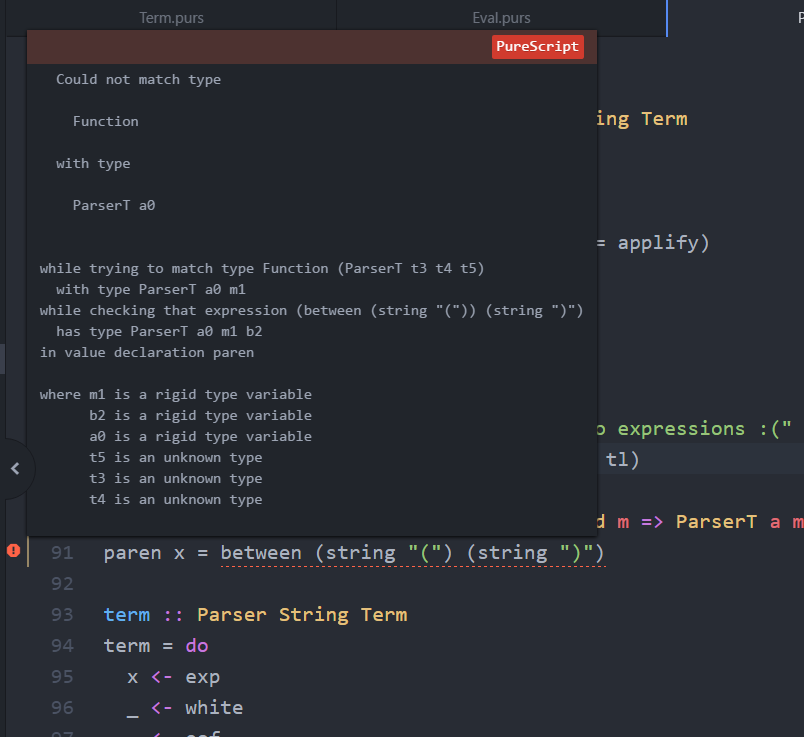 Term.purs
Eval.purs
PureScript
Could not match type
Function
with type
ParserT a0
while trying to match type Function (ParserT t3 t4 t5)
with type ParserT a0 m1
while checking that expression (between (string "(")) (string ")")
has type ParserT a0 m1 b2
in value declaration paren
where m1 is a rigid type variable
b2 is a rigid type variable
a0 is a rigid type variable
t5 is an unknown type
t3 is an unknown type
t4 is an unknown type
ing Term
= applify)
expressions :("
tl)
m => ParserT a m
91 paren x = between (string "(") (string ")")
92
93 term :: Parser String Term
94 term = do
95 x <- exp
96 _ <- white